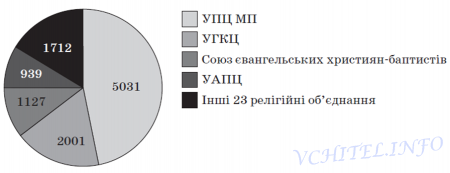 1712
939
1127
2001
5031
УПЦ МП
УГКЦ
Союз євангельських християн-баптистів
УАПЦ
Інші 23 релігійні об’єднання
VCHITEL.INFO